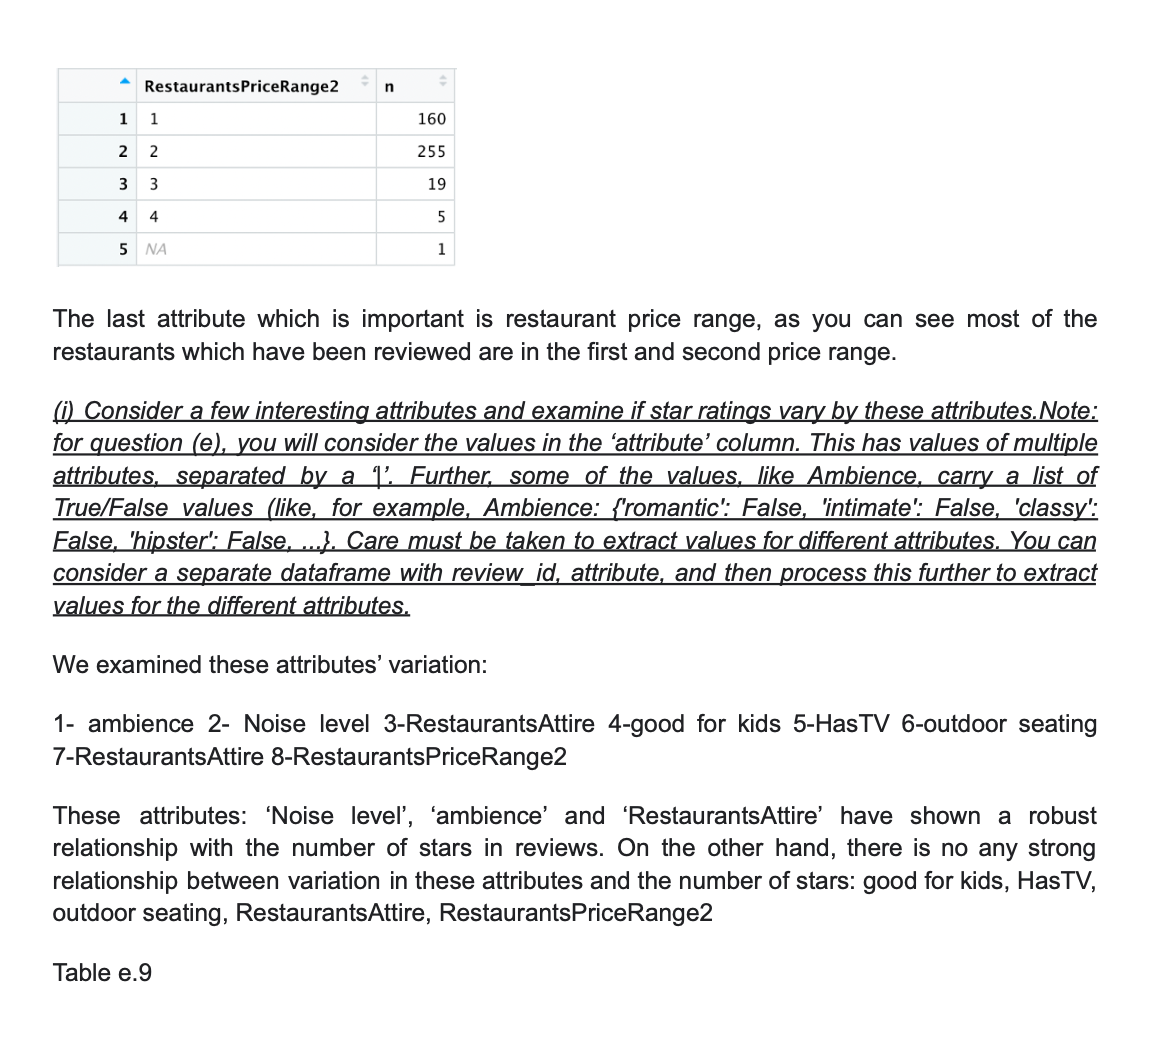 RestaurantsPriceRange2 n
1 1 160
2 2 255
3 3 19
4 4 5
5 NA 1
The last attribute which is important is restaurant price range, as you can see most of the
restaurants which have been reviewed are in the first and second price range.
(i) Consider a few interesting attributes and examine if star ratings vary by these attributes.Note:
for question (e), you will consider the values in the ‘attribute’ column. This has values of multiple
attributes, separated by a ‘|’. Further, some of the values, like Ambience, carry a list of
True/False values (like, for example, Ambience: {'romantic': False, 'intimate': False, 'classy':
False, 'hipster': False, ...}. Care must be taken to extract values for different attributes. You can
consider a separate dataframe with review_id, attribute, and then process this further to extract
values for the different attributes.
We examined these attributes’ variation:
1- ambience 2- Noise level 3-RestaurantsAttire 4-good for kids 5-HasTV 6-outdoor seating
7-RestaurantsAttire 8-RestaurantsPriceRange2
These attributes: ‘Noise level’, ‘ambience’ and ‘RestaurantsAttire’ have shown a robust
relationship with the number of stars in reviews. On the other hand, there is no any strong
relationship between variation in these attributes and the number of stars: good for kids, HasTV,
outdoor seating, RestaurantsAttire, RestaurantsPriceRange2
Table e.9